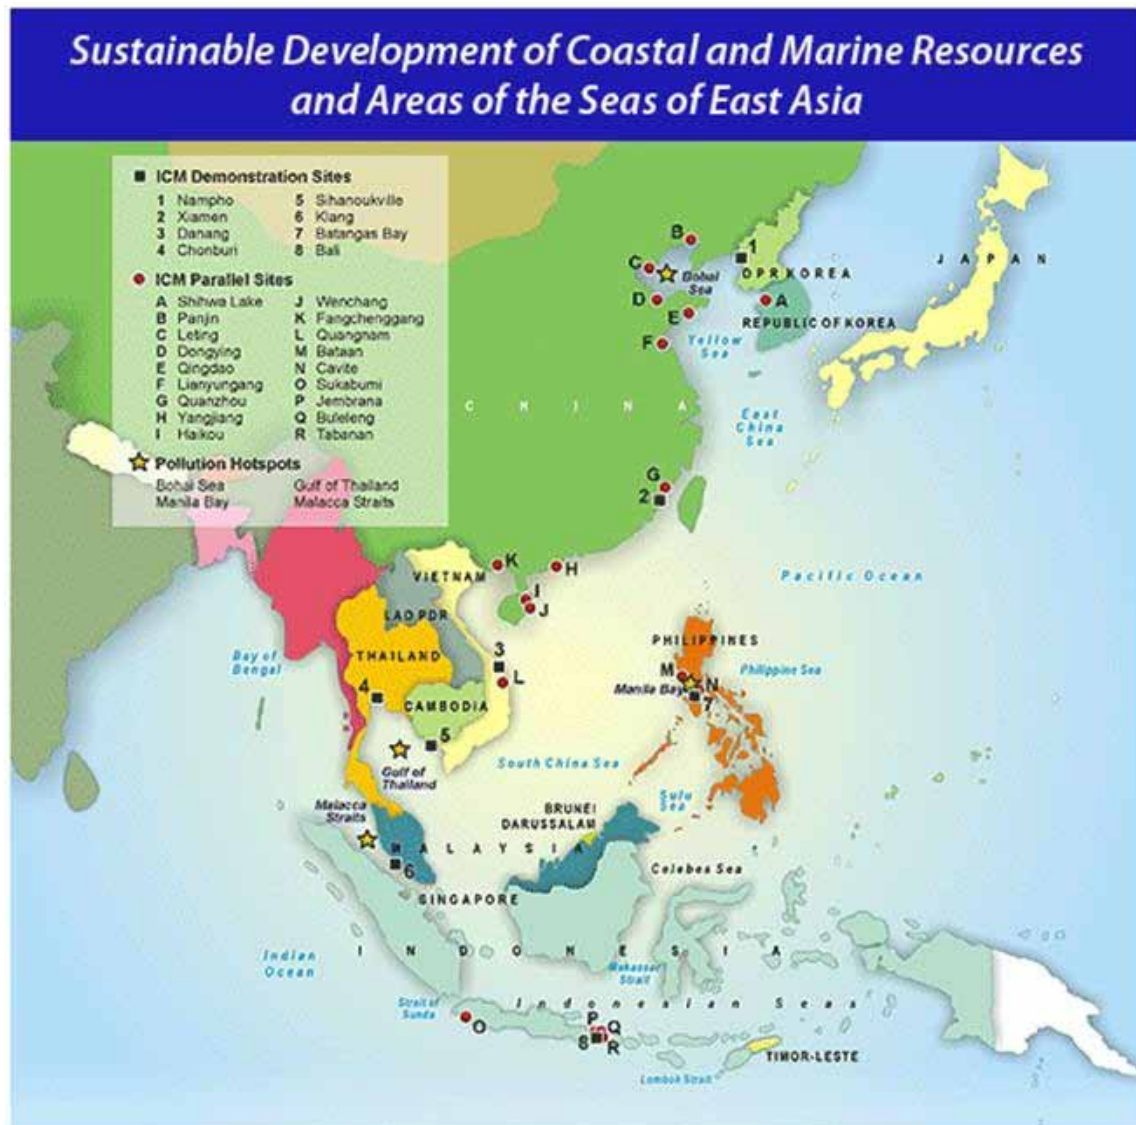 Sustainable Development of Coastal and Marine Resources
and Areas of the Seas of East Asia
ICM Demonstration Sites
1 Nampho 5 Sihanoukville
2 Xiamen 6 Klang
3 Danang 7 Batangas Bay
4 Chonburi 8 Bali
ICM Parallel Sites
A Shihwa Lake J Wenchang
B Panjin K Fangchenggang
C Leting L Quangnam
D Dongying M Bataan
E Qingdao N Cavite
F Lianyungang O Sukabumi
G Quanzhou P Jembrana
H Yangjiang Q Buleleng
I Haikou R Tabanan
Pollution Hotspots
Bohai Sea Gulf of Thailand
Manila Bay Malacca Straits
B
1
C
Bohai
Sea
DPR KOREA
JAPAN
D
A
E
REPUBLIC OF KOREA
F
Yellow
Sea
CHINA
East
China
Sea
G
2
K
H
VIETNAM
Pacific Ocean
I
J
LAO PDR
PHILIPPINES
THAILAND
Bay of
Bengal
3
M
Philippine Sea
L
Manila Bay
N
4
CAMBODIA
7
5
South China Sea
Gulf of
Thailand
Sulu
Sea
Malacca
Straits
BRUNEI
DARUSSALAM
MALAYSIA
6
Celebes Sea
SINGAPORE
INDONESIA
Indian
Ocean
Makassar
Strait
Strait of
Sunda
Indonesian Seas
O
P
Q
8
R
TIMOR-LESTE
Lombok Strait